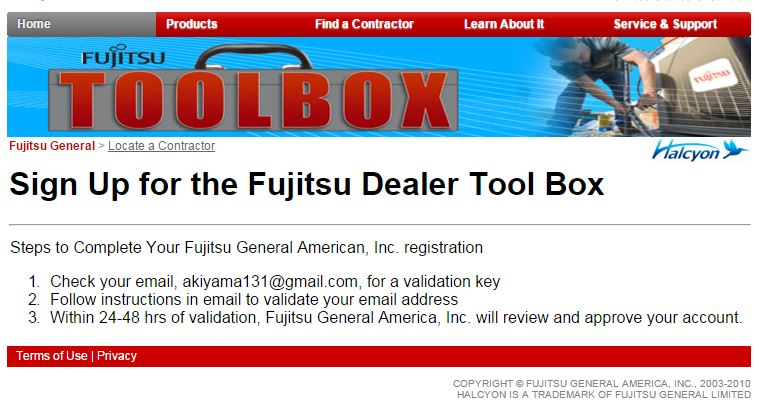 Home Products Find a Contractor Learn About It Service & Support
FUJITSU
TOOLBOX
FUJITSU
Fujitsu General > Locate a Contractor
Halcyon
Sign Up for the Fujitsu Dealer Tool Box
Steps to Complete Your Fujitsu General American, Inc. registration
1. Check your email, akiyama131@gmail.com, for a validation key
2. Follow instructions in email to validate your email address
3. Within 24-48 hrs of validation, Fujitsu General America, Inc. will review and approve your account.
Terms of Use | Privacy
COPYRIGHT © FUJITSU GENERAL AMERICA, INC., 2003-2010
HALCYON IS A TRADEMARK OF FUJITSU GENERAL LIMITED